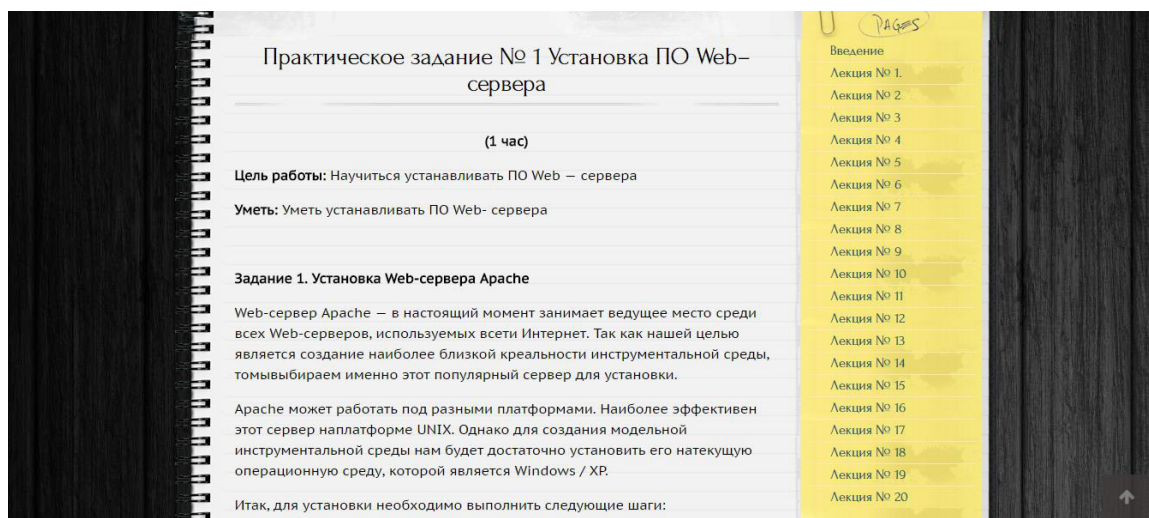 Практическое задание № 1 Установка ПО Web–
сервера
(1 час)
Цель работы: Научиться устанавливать ПО Web — сервера
Уметь: Уметь устанавливать ПО Web- сервера
Задание 1. Установка Web-сервера Apache
Web-сервер Apache — в настоящий момент занимает ведущее место среди
всех Web-серверов, используемых всети Интернет. Так как нашей целью
является создание наиболее близкой креальности инструментальной среды,
томывыбираем именно этот популярный сервер для установки.
Apache может работать под разными платформами. Наиболее эффективен
этот сервер наплатформе UNIX. Однако для создания модельной
инструментальной среды нам будет достаточно установить его натекущую
операционную среду, которой является Windows / XP.
Итак, для установки необходимо выполнить следующие шаги:
PAGES
Введение
Лекция № 1.
Лекция № 2
Лекция № 3
Лекция № 4
Лекция № 5
Лекция № 6
Лекция № 7
Лекция № 8
Лекция № 9
Лекция № 10
Лекция № 11
Лекция № 12
Лекция № 13
Лекция № 14
Лекция № 15
Лекция № 16
Лекция № 17
Лекция № 18
Лекция № 19
Лекция № 20